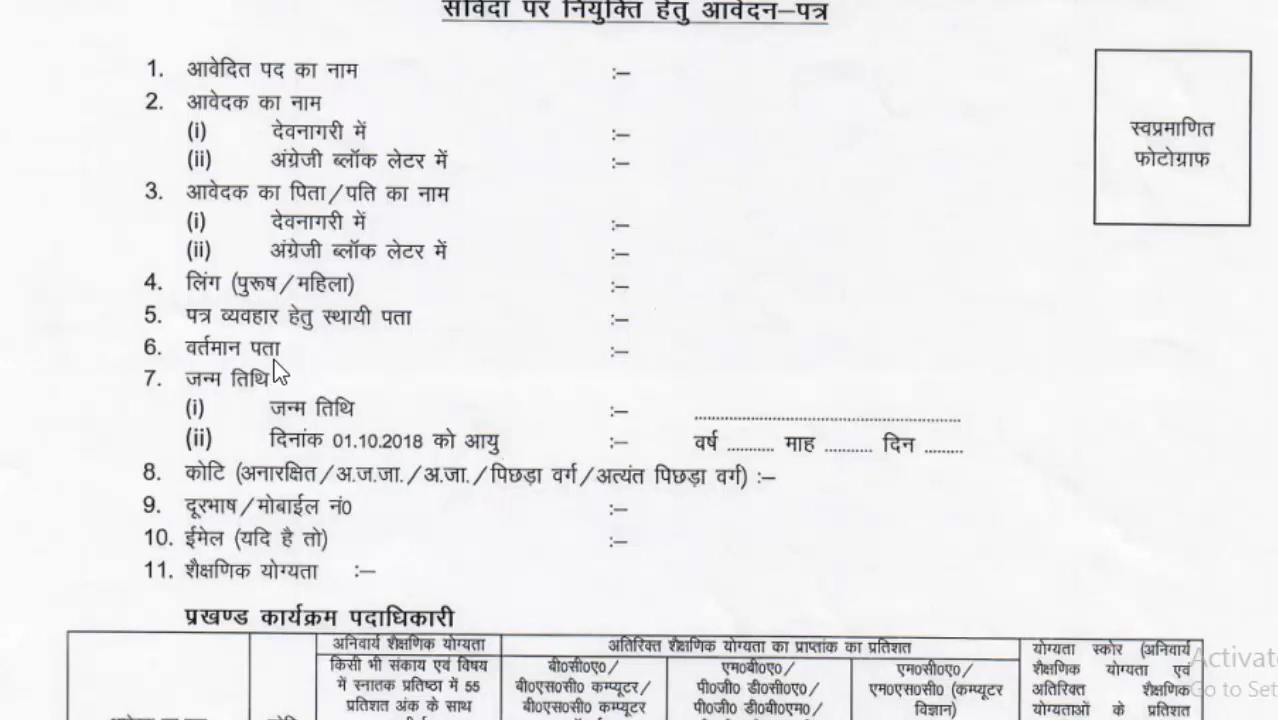 संविदा पर नियुक्ति हेतु आवेदन–पत्र
1. आवेदित पद का नाम :–
2. आवेदक का नाम
(i) देवनागरी में :–
(ii) अंग्रेजी ब्लॉक लेटर में :–
3. आवेदक का पिता/पति का नाम
(i) देवनागरी में :–
(ii) अंग्रेजी ब्लॉक लेटर में :–
स्वप्रमाणित
फोटोग्राफ
4. लिंग (पुरूष/महिला) :–
5. पत्र व्यवहार हेतु स्थायी पता :–
6. वर्तमान पता :–
7. जन्म तिथि
(i) जन्म तिथि :– ........................................................
(ii) दिनांक 01.10.2018 को आयु :– वर्ष .......... माह .......... दिन ........
8. कोटि (अनारक्षित/अ.ज.जा./अ.जा./पिछड़ा वर्ग/अत्यंत पिछड़ा वर्ग) :–
9. दूरभाष/मोबाईल नं0 :–
10. ईमेल (यदि है तो) :–
11. शैक्षणिक योग्यता :–
प्रखण्ड कार्यक्रम पदाधिकारी
अनिवार्य शैक्षणिक योग्यता
किसी भी संकाय एवं विषय
में स्नातक प्रतिष्ठा में 55
प्रतिशत अंक के साथ
अतिरिक्त शैक्षणिक योग्यता का प्राप्तांक का प्रतिशत
बी0सी0ए0/
बी0एस0सी0 कम्प्यूटर/
बी0एस0सी0 कम्प्यूटर
एम0बी0ए0/
पी0जी0 डी0सी0ए0/
पी0जी0 डी0बी0एम0/
एम0सी0ए0/
एम0एस0सी0 (कम्प्यूटर
विज्ञान)
योग्यता स्कोर (अनिवार्य
शैक्षणिक योग्यता एवं
अतिरिक्त शैक्षणिक
योग्यताओं के प्रतिशत
Activate
Go to Set